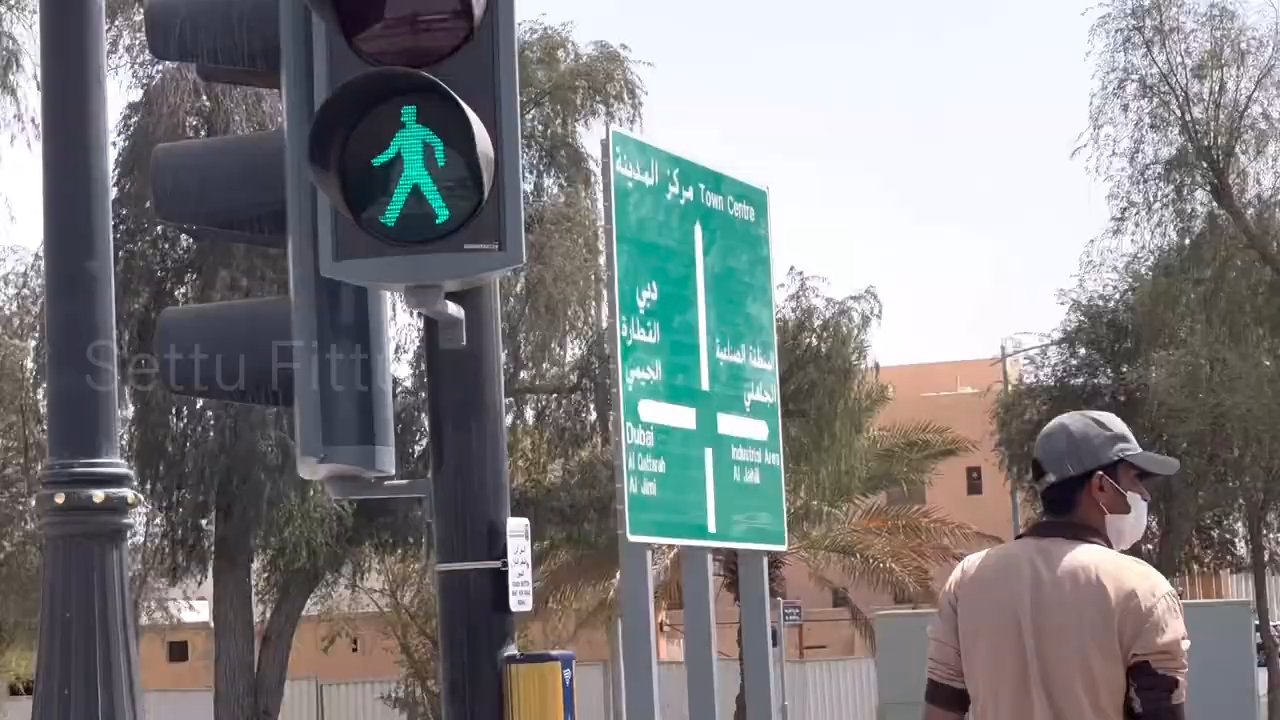 مركز المدينة Town Centre
دبي
القطارة
الجيمي
المنطقة الصناعية
الجاهلي
Dubai
Al Qattarah
Al Jimi
Industrial Area
Al Jahili
Settu Fittu